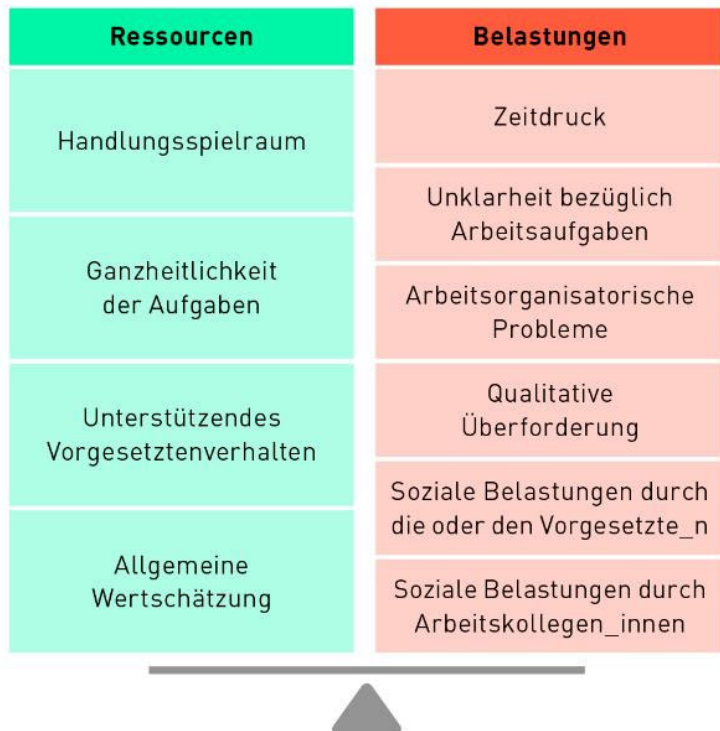 Ressourcen
Handlungsspielraum
Ganzheitlichkeit
der Aufgaben
Unterstützendes
Vorgesetztenverhalten
Allgemeine
Wertschätzung
Belastungen
Zeitdruck
Unklarheit bezüglich
Arbeitsaufgaben
Arbeitsorganisatorische
Probleme
Qualitative
Überforderung
Soziale Belastungen durch
die oder den Vorgesetzte_n
Soziale Belastungen durch
Arbeitskollegen_innen